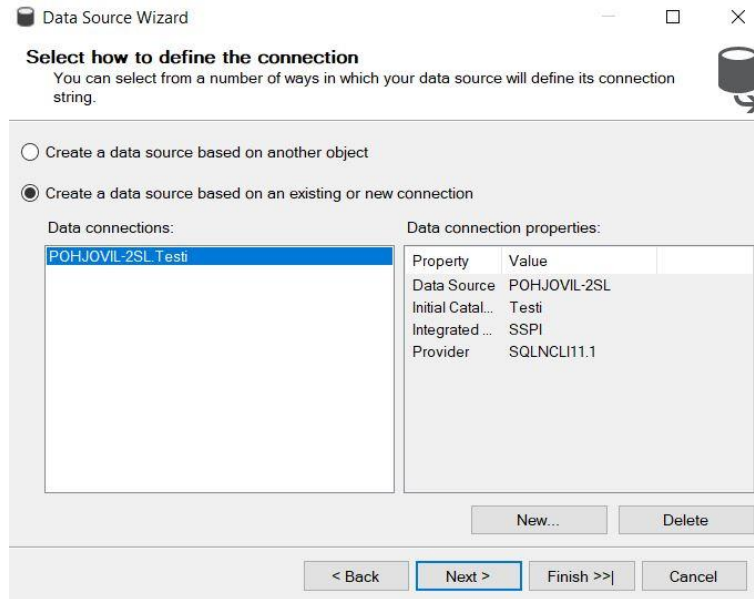 Data Source Wizard
Select how to define the connection
You can select from a number of ways in which your data source will define its connection
string.
Create a data source based on another object
Create a data source based on an existing or new connection
Data connections:
POHJOVIL-2SL.Testi
Data connection properties:
Property Value
Data Source POHJOVIL-2SL
Initial Catal... Testi
Integrated ... SSPI
Provider SQLNCLI11.1
New... Delete
< Back Next > Finish >>| Cancel